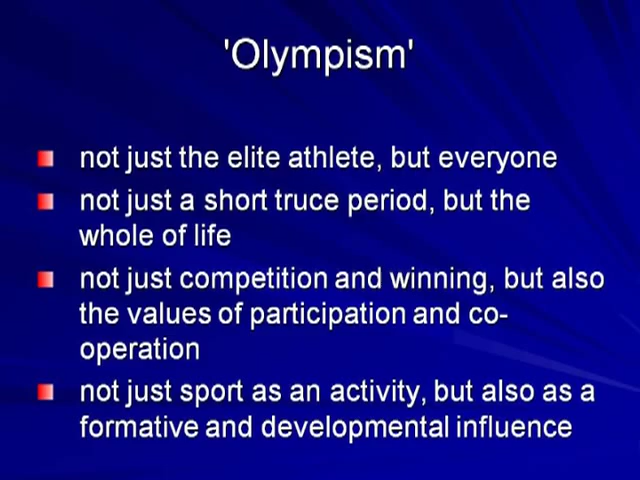 'Olympism'
not just the elite athlete, but everyone
not just a short truce period, but the
whole of life
not just competition and winning, but also
the values of participation and co-
operation
not just sport as an activity, but also as a
formative and developmental influence